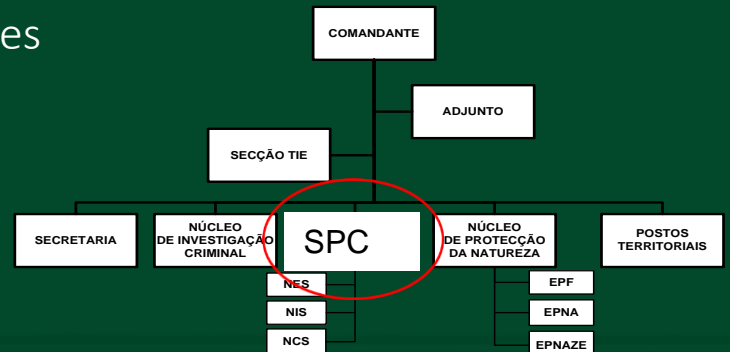 es
COMANDANTE
ADJUNTO
SECÇÃO TIE
SECRETARIA
NÚCLEO
DE INVESTIGAÇÃO
CRIMINAL
SPC
NÚCLEO
DE PROTECÇÃO
DA NATUREZA
POSTOS
TERRITORIAIS
NES
NIS
NCS
EPF
EPNA
EPNAZE